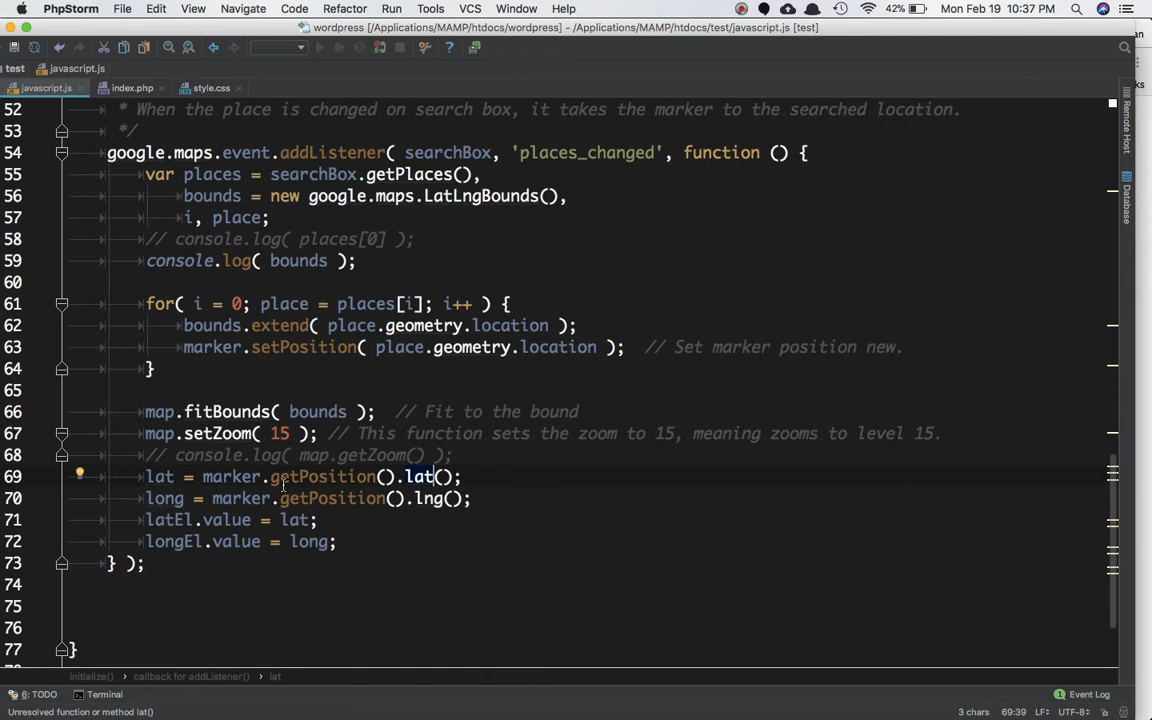 PhpStorm File Edit View Navigate Code Refactor Run Tools VCS Window Help 42% Mon Feb 19 10:37 PM
wordpress [/Applications/MAMP/htdocs/wordpress] - /Applications/MAMP/htdocs/test/javascript.js [test]
test javascript.js
javascript.js index.php style.css
52 * When the place is changed on search box, it takes the marker to the searched location.
53 */
54 google.maps.event.addListener( searchBox, 'places_changed', function () {
55 var places = searchBox.getPlaces(),
56 bounds = new google.maps.LatLngBounds(),
57 i, place;
58 // console.log( places[0] );
59 console.log( bounds );
60
61 for( i = 0; place = places[i]; i++ ) {
62 bounds.extend( place.geometry.location );
63 marker.setPosition( place.geometry.location ); // Set marker position new.
64 }
65
66 map.fitBounds( bounds ); // Fit to the bound
67 map.setZoom( 15 ); // This function sets the zoom to 15, meaning zooms to level 15.
68 // console.log( map.getZoom() );
69 lat = marker.getPosition().lat();
70 long = marker.getPosition().lng();
71 latEl.value = lat;
72 longEl.value = long;
73 } );
74
75
76
77 }
Remote Host
Database
initialize() callback for addListener() lat
6: TODO Terminal 1 Event Log
Unresolved function or method lat() 3 chars 69:39 LF÷ UTF-8÷